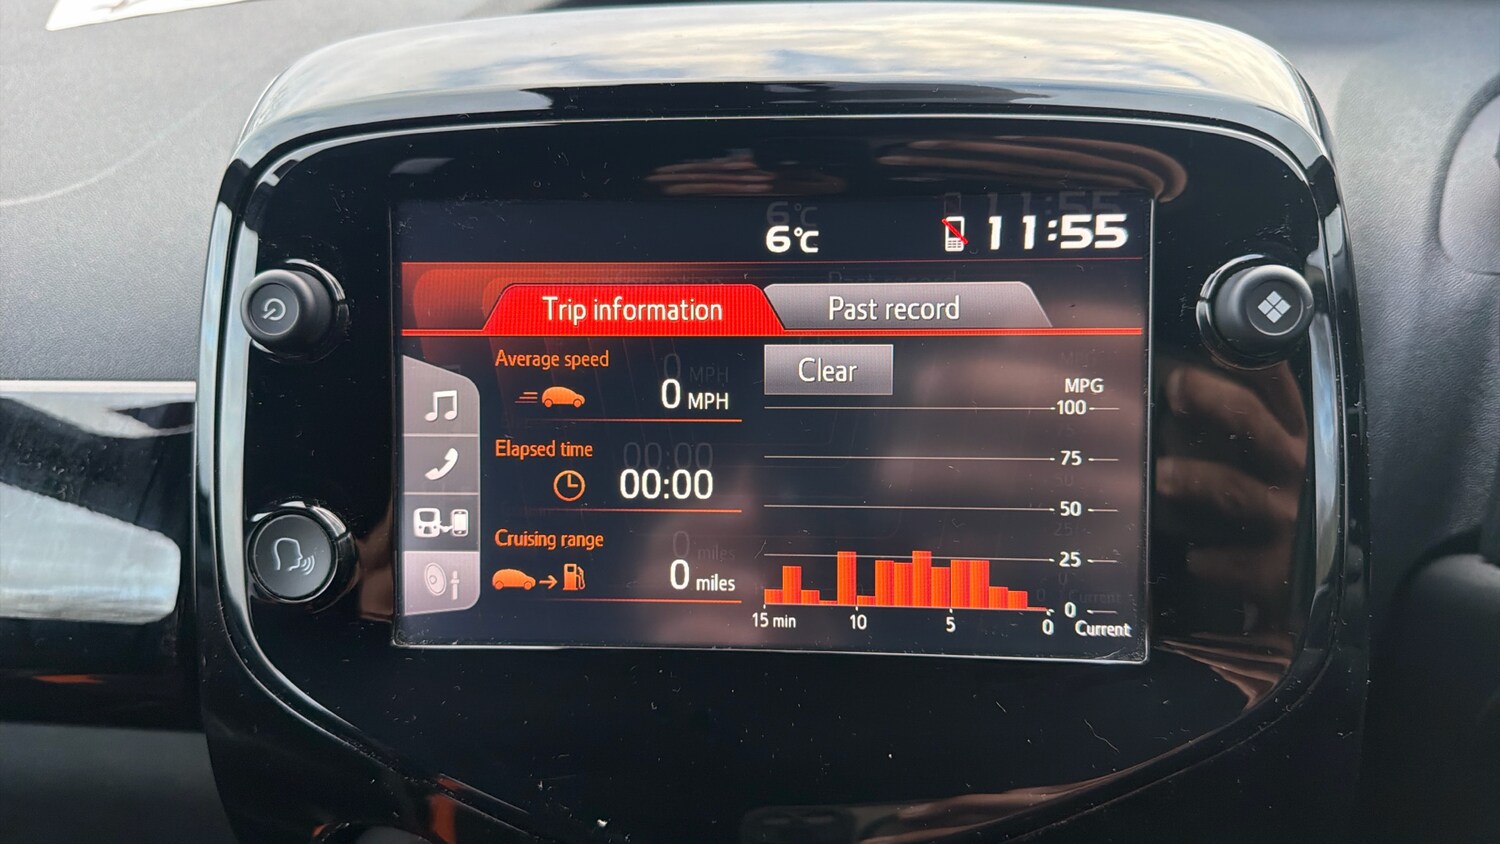 6°C
11:55
Trip information
Past record
Average speed
0 MPH
Clear
Elapsed time
00:00
Cruising range
0 miles
MPG
100
75
50
25
0
15 min
10
5
0
Current